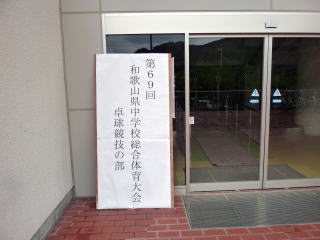 第69回
和歌山県中学校総合体育大会
卓球競技の部